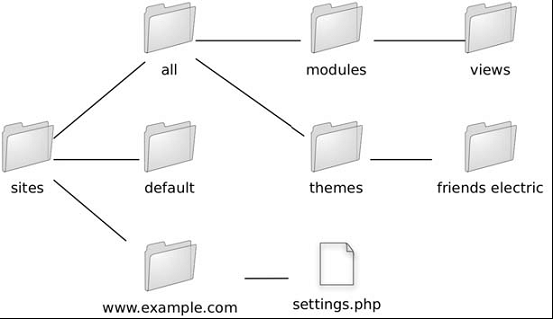 all
modules
views
sites
default
themes
friends electric
www.example.com
settings.php